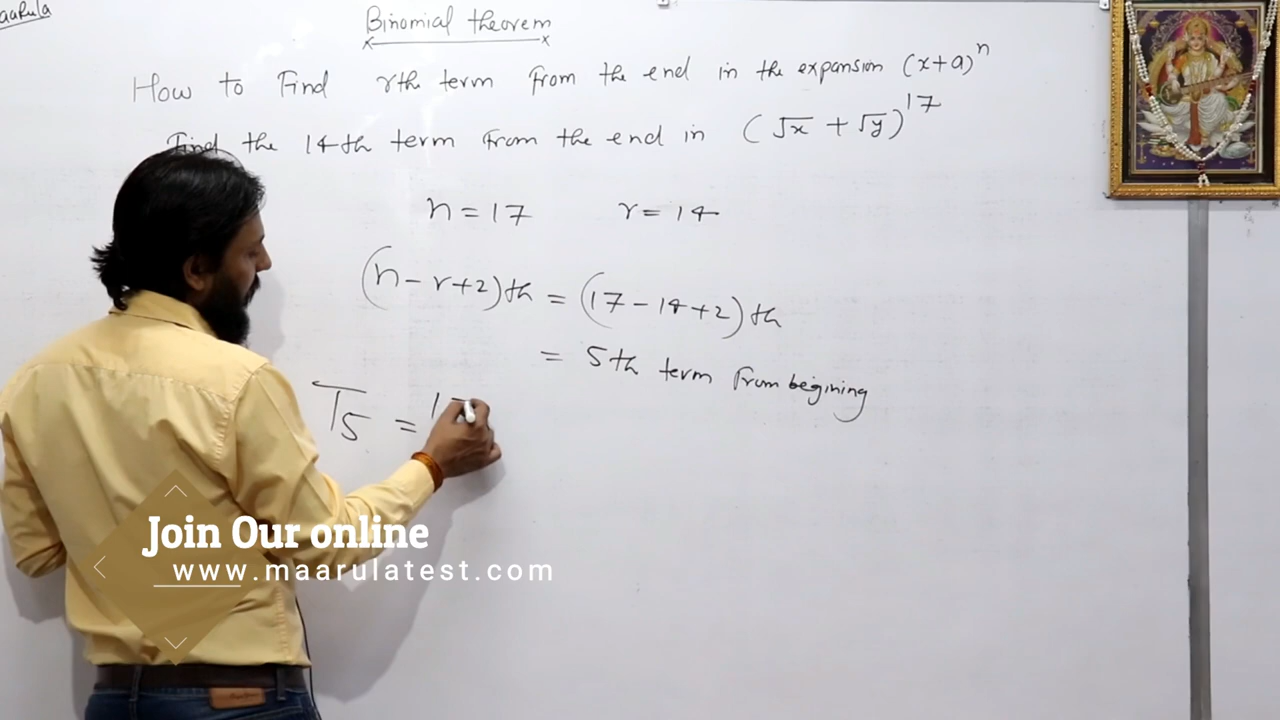 aarula
Binomial theorem
How to Find rth term from the end in the expansion (x+a)^n
Find the 14th term from the end in (√x + √y)^17
n = 17 r = 14
(n - r + 2)th = (17 - 14 + 2)th
= 5th term From begining
T5 = 17
Join Our online
www.maarulatest.com